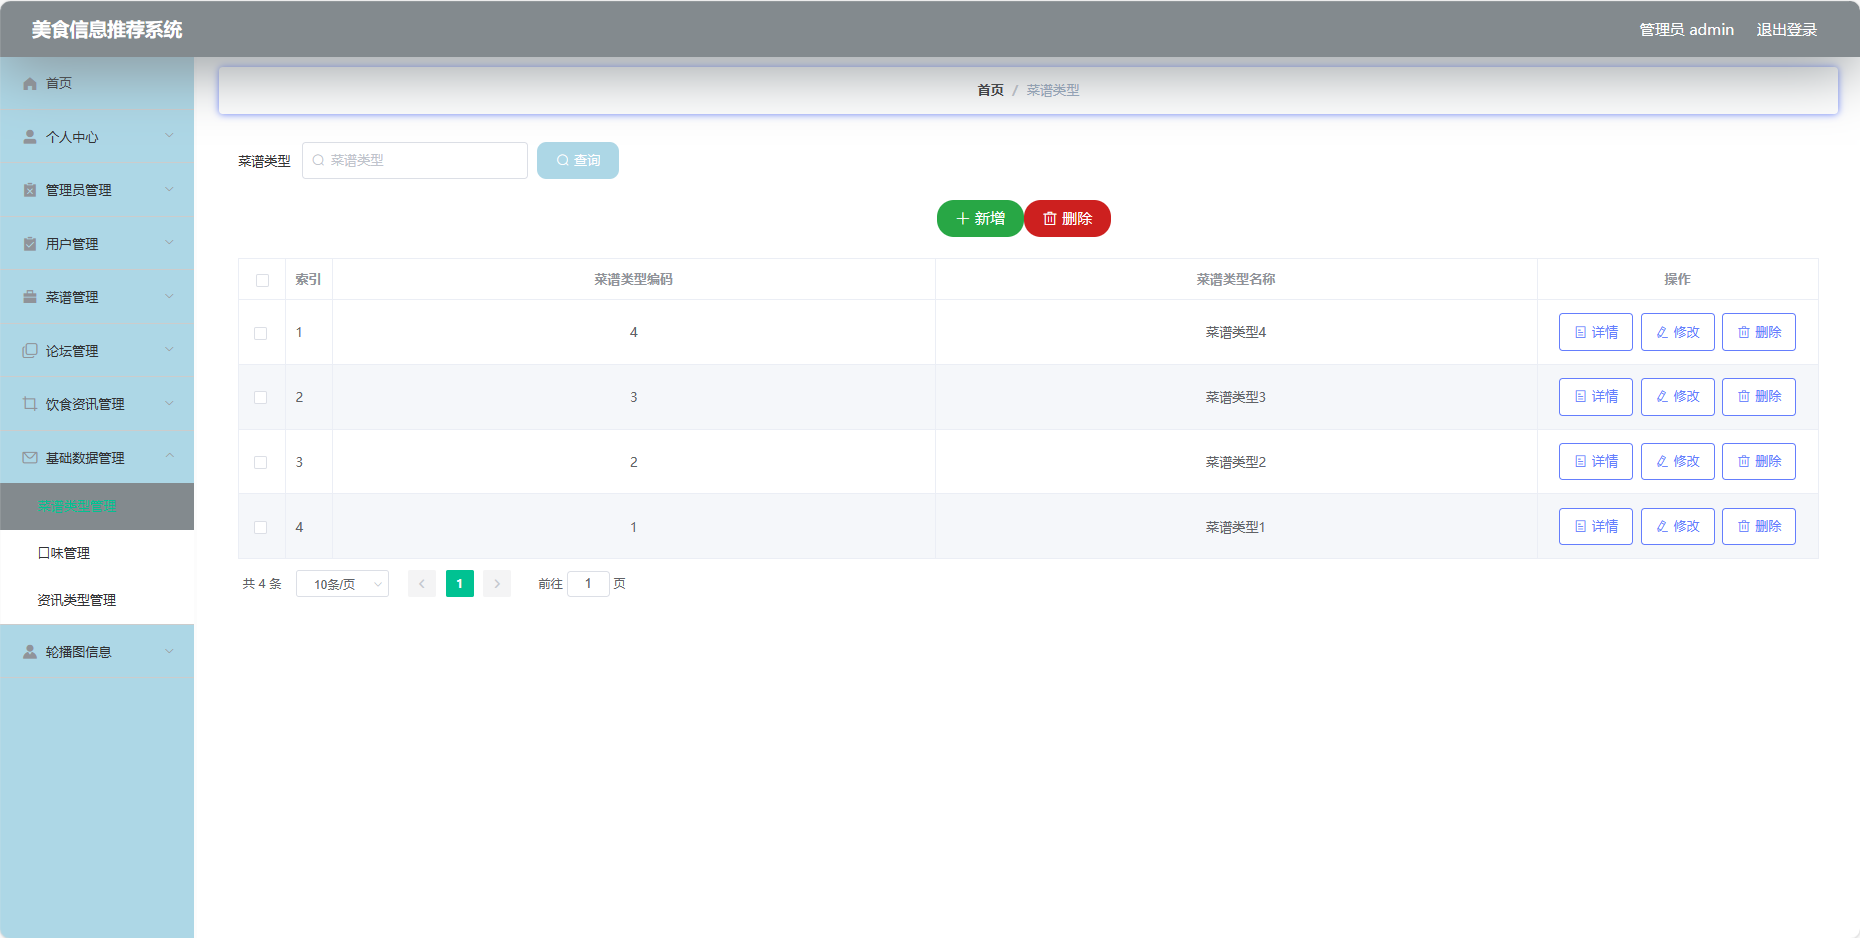 美食信息推荐系统
管理员 admin 退出登录
首页
个人中心
管理员管理
用户管理
菜谱管理
论坛管理
饮食资讯管理
基础数据管理
菜谱类型管理
口味管理
资讯类型管理
轮播图信息
首页 / 菜谱类型
菜谱类型 菜谱类型 查询
新增 删除
索引 菜谱类型编码 菜谱类型名称 操作
1 4 菜谱类型4 详情 修改 删除
2 3 菜谱类型3 详情 修改 删除
3 2 菜谱类型2 详情 修改 删除
4 1 菜谱类型1 详情 修改 删除
共 4 条 10条/页 1 前往 1 页